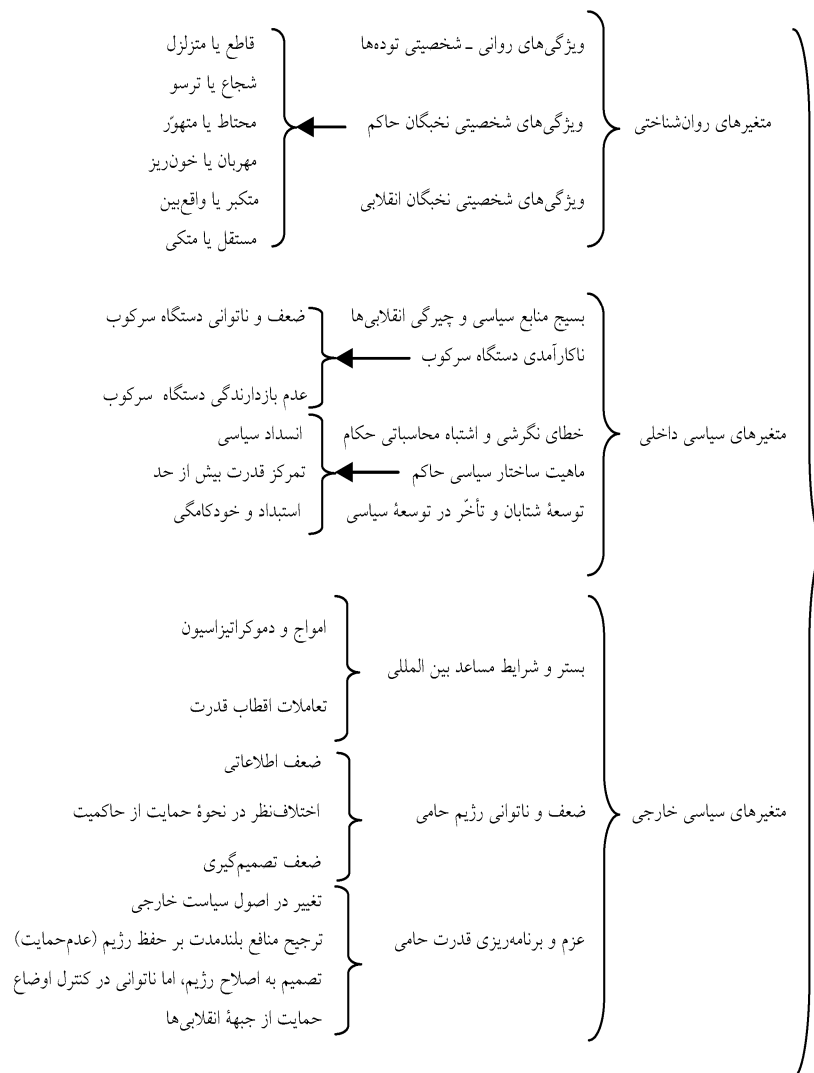 متغیرهای روان‌شناختی
ویژگی‌های روانی ـ شخصیتی توده‌ها
ویژگی‌های شخصیتی نخبگان حاکم
ویژگی‌های شخصیتی نخبگان انقلابی
قاطع یا متزلزل
شجاع یا ترسو
محتاط یا متهوّر
مهربان یا خون‌ریز
متکبر یا واقع‌بین
مستقل یا متکی
متغیرهای سیاسی داخلی
بسیج منابع سیاسی و چیرگی انقلابی‌ها
ناکارآمدی دستگاه سرکوب
خطای نگرشی و اشتباه محاسباتی حکام
ماهیت ساختار سیاسی حاکم
توسعهٔ شتابان و تأخّر در توسعهٔ سیاسی
ضعف و ناتوانی دستگاه سرکوب
عدم بازدارندگی دستگاه سرکوب
انسداد سیاسی
تمرکز قدرت بیش از حد
استبداد و خودکامگی
متغیرهای سیاسی خارجی
بستر و شرایط مساعد بین المللی
امواج و دموکراتیزاسیون
تعاملات اقطاب قدرت
ضعف و ناتوانی رژیم حامی
ضعف اطلاعاتی
اختلاف‌نظر در نحوهٔ حمایت از حاکمیت
ضعف تصمیم‌گیری
عزم و برنامه‌ریزی قدرت حامی
تغییر در اصول سیاست خارجی
ترجیح منافع بلندمدت بر حفظ رژیم (عدم‌حمایت)
تصمیم به اصلاح رژیم، اما ناتوانی در کنترل اوضاع
حمایت از جبههٔ انقلابی‌ها